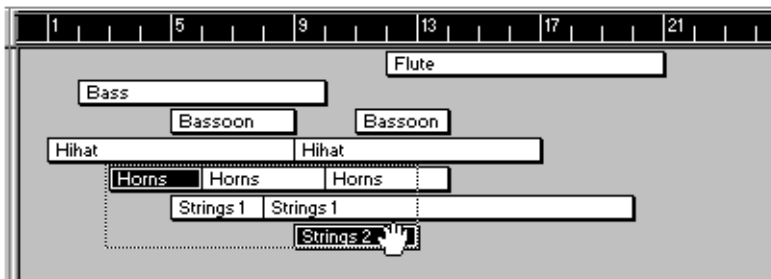 1 5 9 13 17 21
Flute
Bass
Bassoon Bassoon
Hihat Hihat
Horns Horns Horns
Strings 1 Strings 1
Strings 2